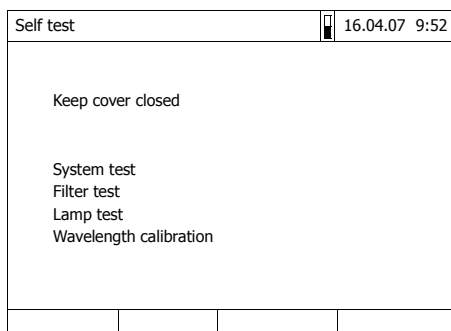 Self test 16.04.07 9:52
Keep cover closed
System test
Filter test
Lamp test
Wavelength calibration